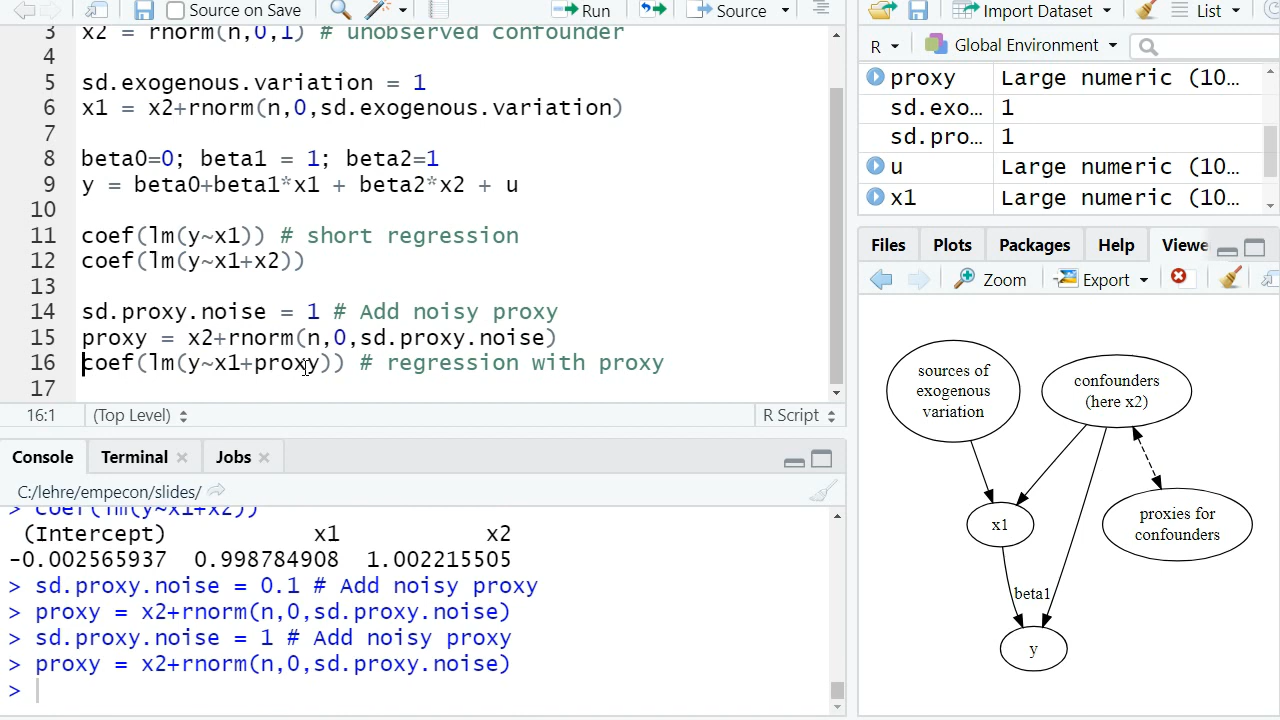 Source on Save
Run
Source
3 x2 = rnorm(n,0,1) # unobserved confounder
4
5 sd.exogenous.variation = 1
6 x1 = x2+rnorm(n,0,sd.exogenous.variation)
7
8 beta0=0; beta1 = 1; beta2=1
9 y = beta0+beta1*x1 + beta2*x2 + u
10
11 coef(lm(y~x1)) # short regression
12 coef(lm(y~x1+x2))
13
14 sd.proxy.noise = 1 # Add noisy proxy
15 proxy = x2+rnorm(n,0,sd.proxy.noise)
16 coef(lm(y~x1+proxy)) # regression with proxy
17
16:1 (Top Level) R Script
Console Terminal Jobs
C:/lehre/empecon/slides/
> coef(lm(y~x1+x2))
(Intercept) x1 x2
-0.002565937 0.998784908 1.002215505
> sd.proxy.noise = 0.1 # Add noisy proxy
> proxy = x2+rnorm(n,0,sd.proxy.noise)
> sd.proxy.noise = 1 # Add noisy proxy
> proxy = x2+rnorm(n,0,sd.proxy.noise)
>
Import Dataset List
R Global Environment
proxy Large numeric (10...
sd.exo... 1
sd.pro... 1
u Large numeric (10...
x1 Large numeric (10...
Files Plots Packages Help Viewe
Zoom Export
sources of
exogenous
variation
confounders
(here x2)
x1
proxies for
confounders
beta1
y